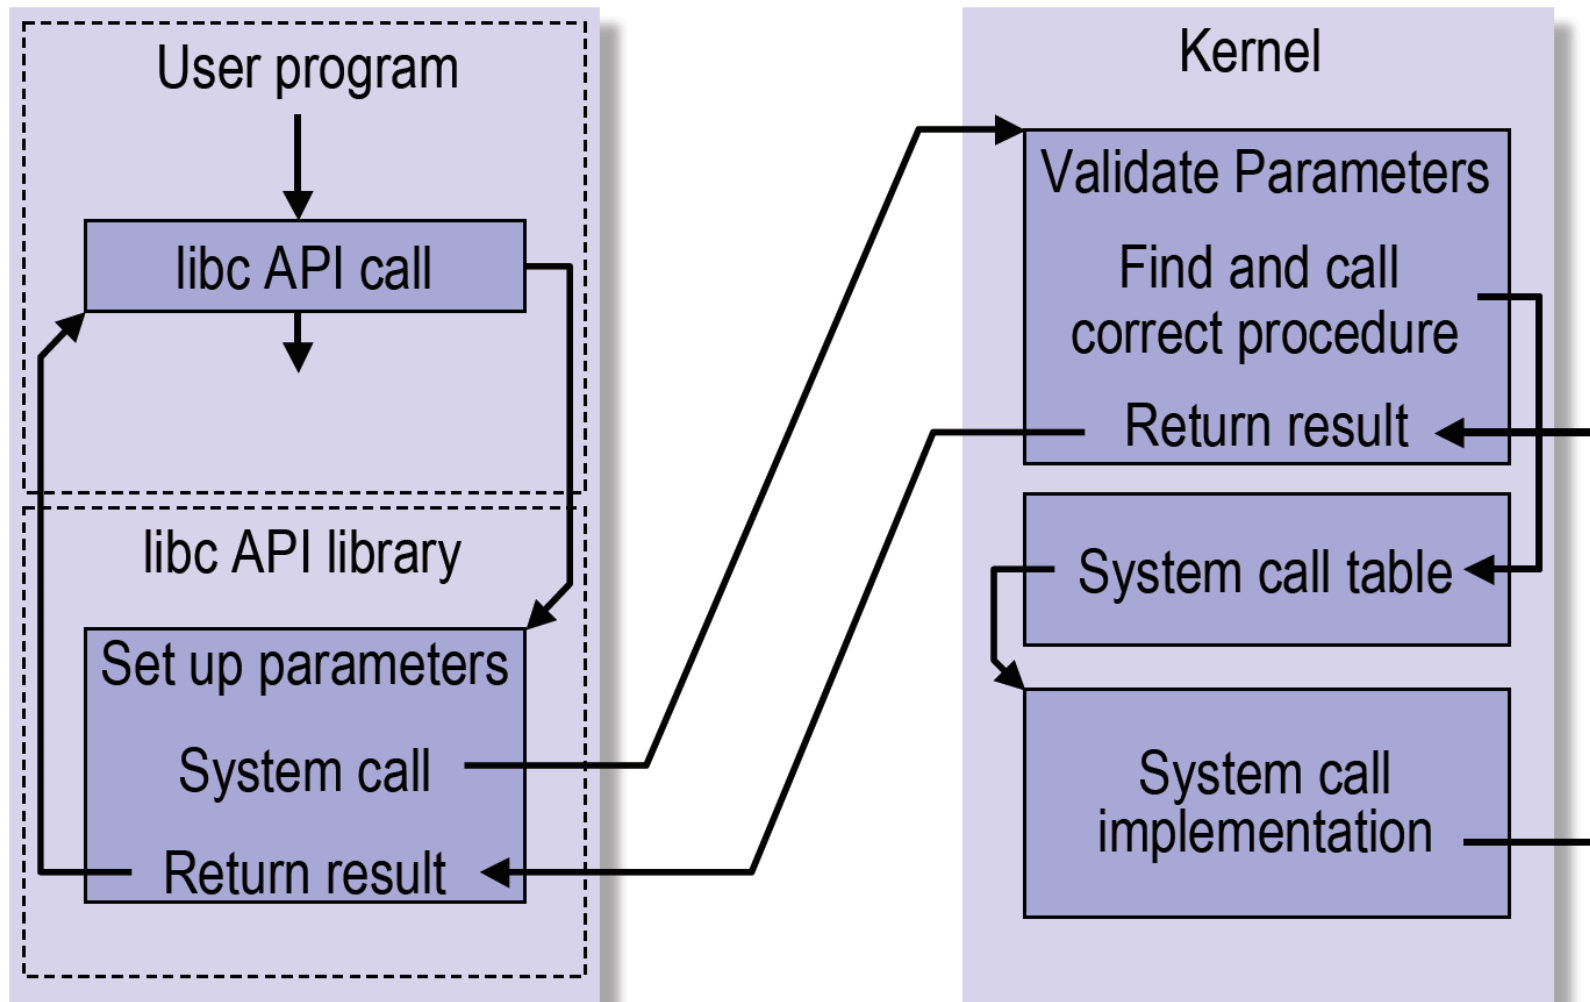 User program
libc API call
libc API library
Set up parameters
System call
Return result
Kernel
Validate Parameters
Find and call
correct procedure
Return result
System call table
System call
implementation